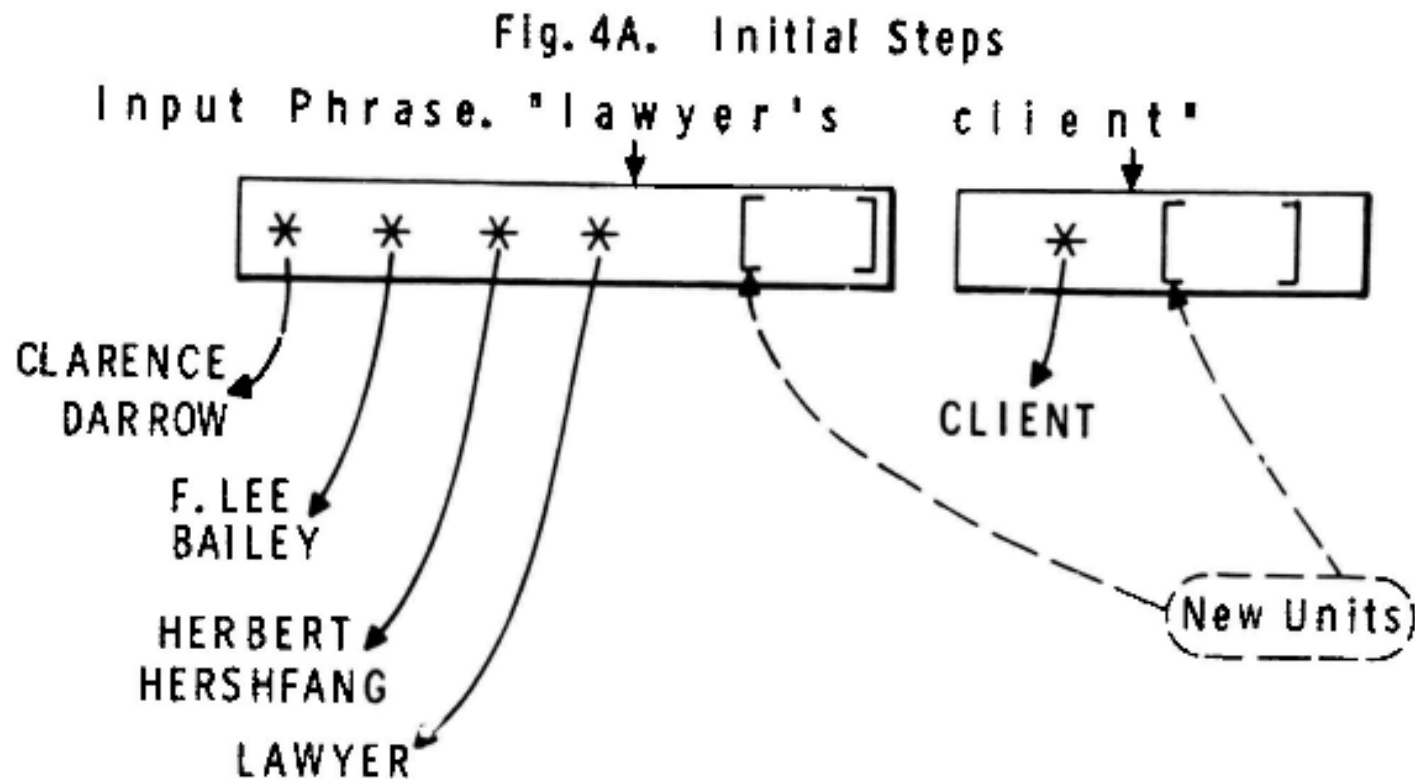 Fig. 4A. Initial Steps
Input Phrase. "lawyer's client"
* * * * [ ] * [ ]
CLARENCE
DARROW
CLIENT
F. LEE
BAILEY
New Units
HERBERT
HERSHFANG
LAWYER